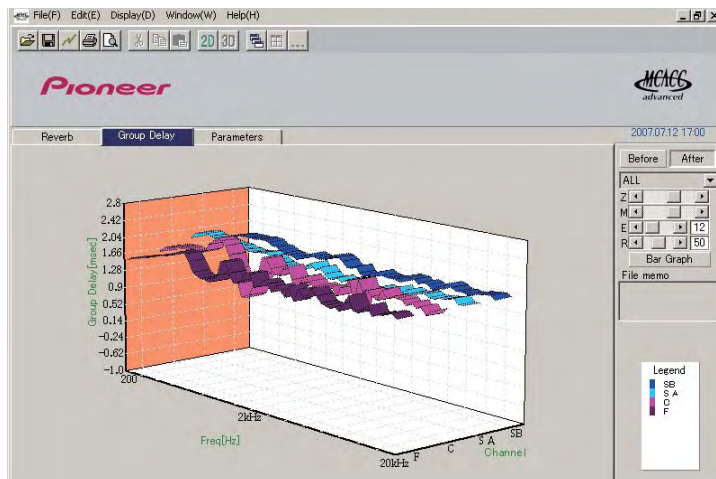 File(F) Edit(E) Display(D) Window(W) Help(H)
2D 3D
Pioneer
MCACC
advanced
Reverb Group Delay Parameters
2007.07.12 17:00
Before After
ALL
Z
M
E 12
R 50
Bar Graph
File memo
Legend
SB
S A
C
F
Group Delay[msec]
2.8
2.42
2.04
1.66
1.28
0.9
0.52
0.14
-0.24
-0.62
-1.0
200
2kHz
20kHz
Freq[Hz]
F
C
S A
SB
Channel